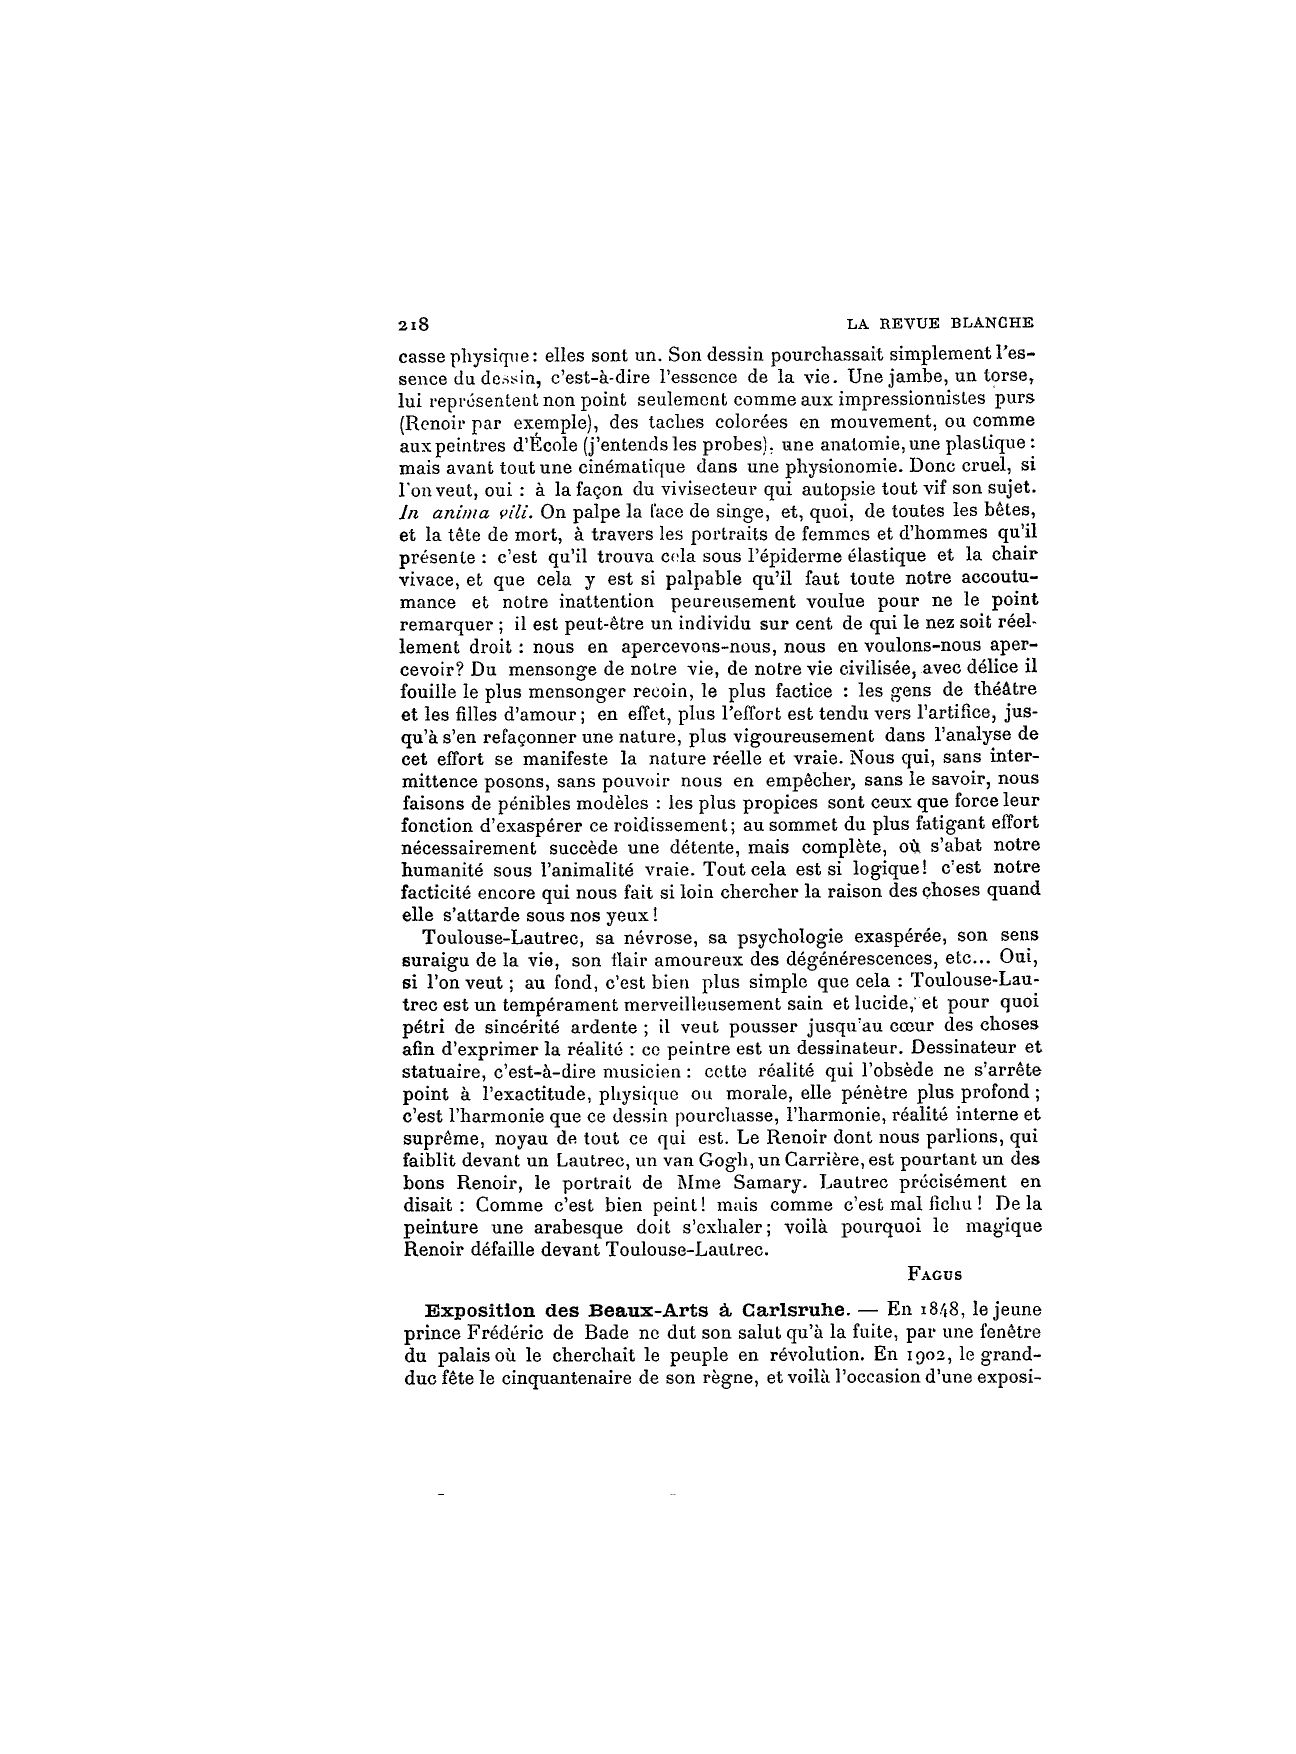 218 LA REVUE BLANCHE
casse physique : elles sont un. Son dessin pourchassait simplement l'es-
sence du dessin, c'est-à-dire l'essence de la vie. Une jambe, un torse,
lui représentent non point seulement comme aux impressionnistes purs
(Renoir par exemple), des taches colorées en mouvement, ou comme
aux peintres d'École (j'entends les probes), une anatomie, une plastique :
mais avant tout une cinématique dans une physionomie. Donc cruel, si
l'on veut, oui : à la façon du vivisecteur qui autopsie tout vif son sujet.
In anima vili. On palpe la face de singe, et, quoi, de toutes les bêtes,
et la tête de mort, à travers les portraits de femmes et d'hommes qu'il
présente : c'est qu'il trouva cela sous l'épiderme élastique et la chair
vivace, et que cela y est si palpable qu'il faut toute notre accoutu-
mance et notre inattention peureusement voulue pour ne le point
remarquer ; il est peut-être un individu sur cent de qui le nez soit réel-
lement droit : nous en apercevons-nous, nous en voulons-nous aper-
cevoir? Du mensonge de notre vie, de notre vie civilisée, avec délice il
fouille le plus mensonger recoin, le plus factice : les gens de théâtre
et les filles d'amour ; en effet, plus l'effort est tendu vers l'artifice, jus-
qu'à s'en refaçonner une nature, plus vigoureusement dans l'analyse de
cet effort se manifeste la nature réelle et vraie. Nous qui, sans inter-
mittence posons, sans pouvoir nous en empêcher, sans le savoir, nous
faisons de pénibles modèles : les plus propices sont ceux que force leur
fonction d'exaspérer ce roidissement ; au sommet du plus fatigant effort
nécessairement succède une détente, mais complète, où s'abat notre
humanité sous l'animalité vraie. Tout cela est si logique! c'est notre
facticité encore qui nous fait si loin chercher la raison des choses quand
elle s'attarde sous nos yeux!
Toulouse-Lautrec, sa névrose, sa psychologie exaspérée, son sens
suraigu de la vie, son flair amoureux des dégénérescences, etc... Oui,
si l'on veut ; au fond, c'est bien plus simple que cela : Toulouse-Lau-
trec est un tempérament merveilleusement sain et lucide, et pour quoi
pétri de sincérité ardente ; il veut pousser jusqu'au cœur des choses
afin d'exprimer la réalité : ce peintre est un dessinateur. Dessinateur et
statuaire, c'est-à-dire musicien : cette réalité qui l'obsède ne s'arrête
point à l'exactitude, physique ou morale, elle pénètre plus profond ;
c'est l'harmonie que ce dessin pourchasse, l'harmonie, réalité interne et
suprême, noyau de tout ce qui est. Le Renoir dont nous parlions, qui
faiblit devant un Lautrec, un van Gogh, un Carrière, est pourtant un des
bons Renoir, le portrait de Mme Samary. Lautrec précisément en
disait : Comme c'est bien peint! mais comme c'est mal fichu! De la
peinture une arabesque doit s'exhaler ; voilà pourquoi le magique
Renoir défaille devant Toulouse-Lautrec.
FAGUS
Exposition des Beaux-Arts à Carlsruhe. — En 1848, le jeune
prince Frédéric de Bade ne dut son salut qu'à la fuite, par une fenêtre
du palais où le cherchait le peuple en révolution. En 1902, le grand-
duc fête le cinquantenaire de son règne, et voilà l'occasion d'une exposi-